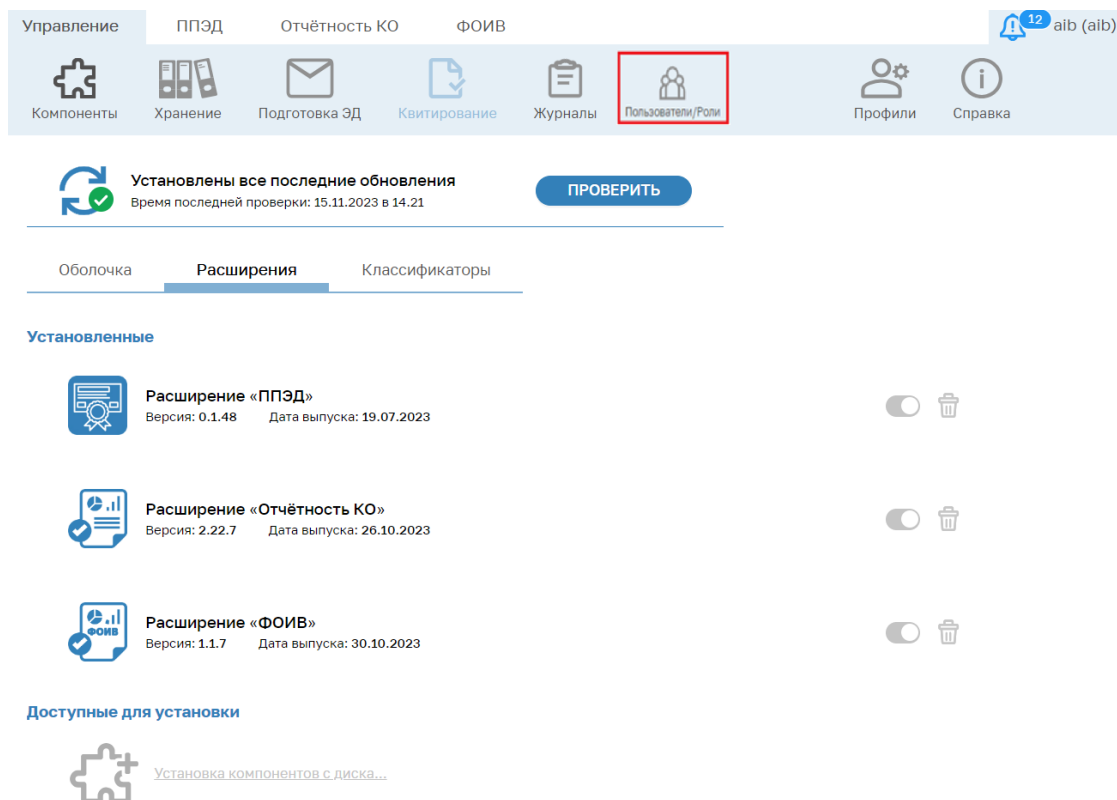 Управление ППЭД Отчётность КО ФОИВ 12 aib (aib)
Компоненты Хранение Подготовка ЭД Квитирование Журналы Пользователи/Роли Профили Справка
Установлены все последние обновления
Время последней проверки: 15.11.2023 в 14.21
ПРОВЕРИТЬ
Оболочка Расширения Классификаторы
Установленные
Расширение «ППЭД»
Версия: 0.1.48 Дата выпуска: 19.07.2023
Расширение «Отчётность КО»
Версия: 2.22.7 Дата выпуска: 26.10.2023
ФОИВ
Расширение «ФОИВ»
Версия: 1.1.7 Дата выпуска: 30.10.2023
Доступные для установки
Установка компонентов с диска...